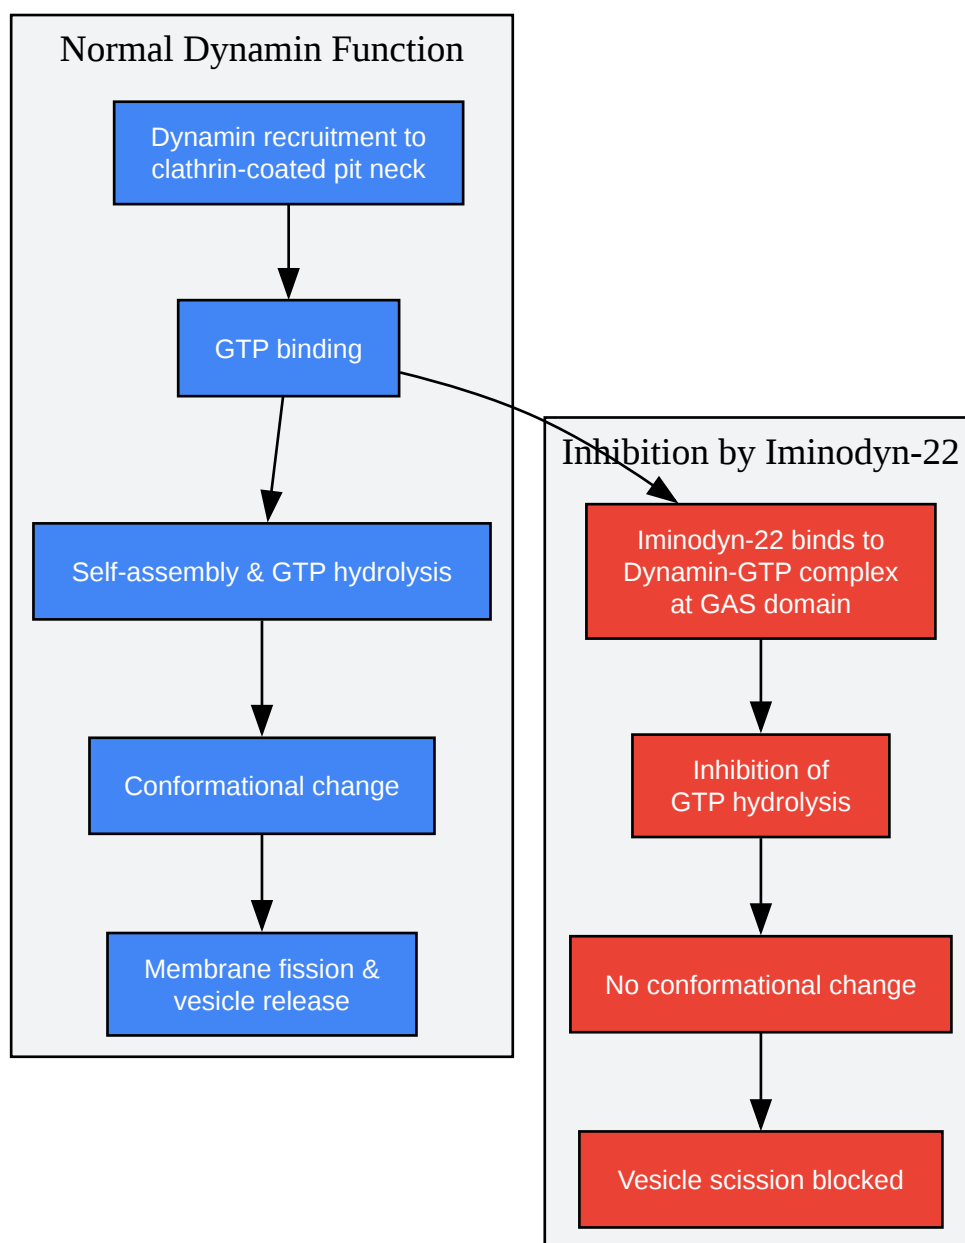 Normal Dynamin Function
Dynamin recruitment to
clathrin-coated pit neck
GTP binding
Self-assembly & GTP hydrolysis
Conformational change
Membrane fission &
vesicle release
Inhibition by Iminodyn-22
Iminodyn-22 binds to
Dynamin-GTP complex
at GAS domain
Inhibition of
GTP hydrolysis
No conformational change
Vesicle scission blocked